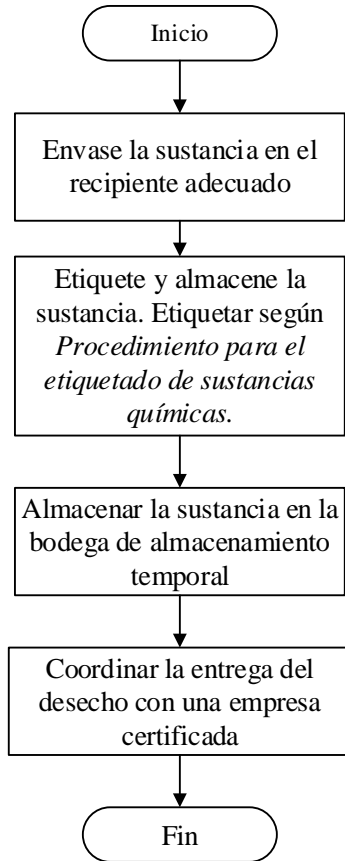 Inicio
Envase la sustancia en el
recipiente adecuado
Etiquete y almacene la
sustancia. Etiquetar según
Procedimiento para el
etiquetado de sustancias
químicas.
Almacenar la sustancia en la
bodega de almacenamiento
temporal
Coordinar la entrega del
desecho con una empresa
certificada
Fin